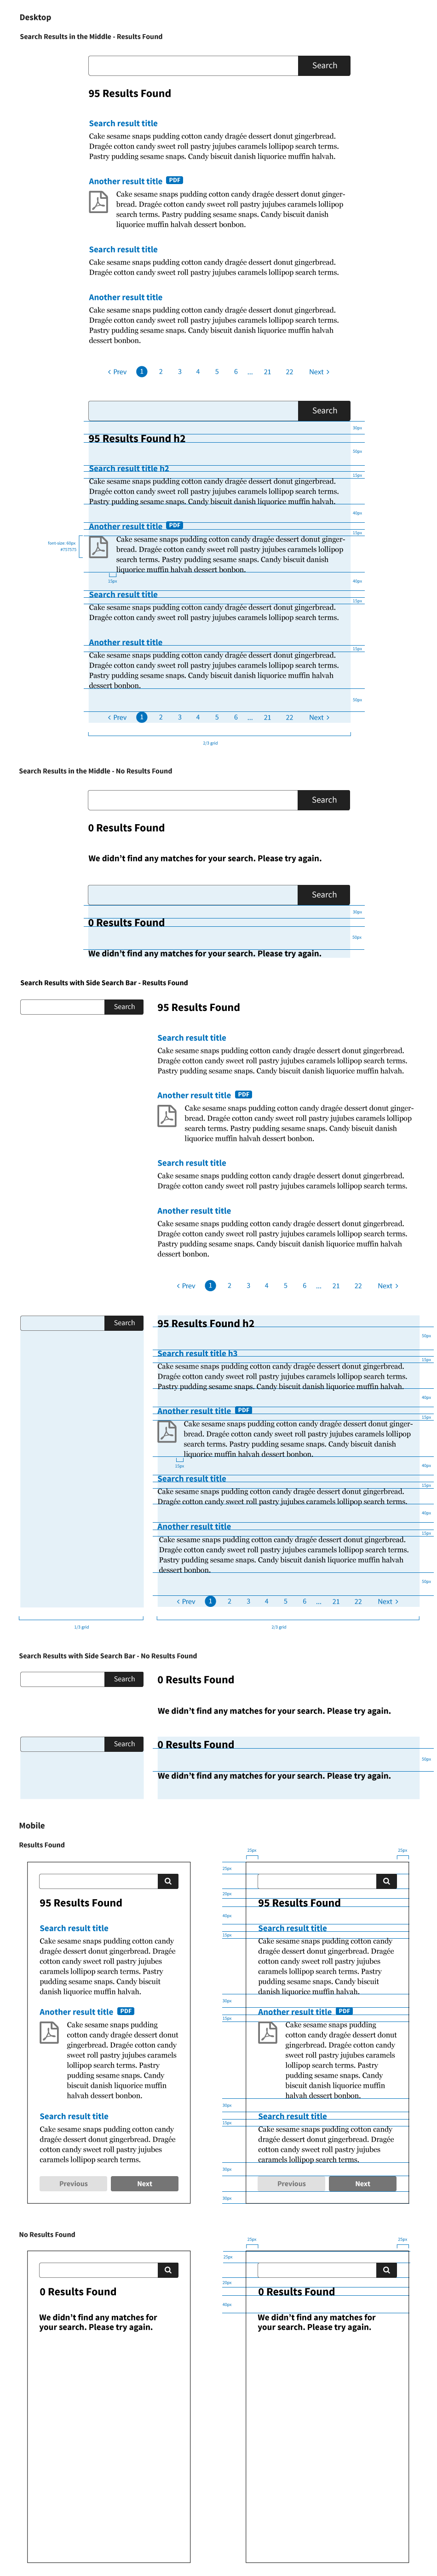 Desktop
Search Results in the Middle - Results Found
Search
95 Results Found
Search result title
Cake sesame snaps pudding cotton candy dragée dessert donut gingerbread.
Dragée cotton candy sweet roll pastry jujubes caramels lollipop search terms.
Pastry pudding sesame snaps. Candy biscuit danish liquorice muffin halvah.
Another result title PDF
Cake sesame snaps pudding cotton candy dragée dessert donut ginger-
bread. Dragée cotton candy sweet roll pastry jujubes caramels lollipop
search terms. Pastry pudding sesame snaps. Candy biscuit danish
liquorice muffin halvah dessert bonbon.
Search result title
Cake sesame snaps pudding cotton candy dragée dessert donut gingerbread.
Dragée cotton candy sweet roll pastry jujubes caramels lollipop search terms.
Another result title
Cake sesame snaps pudding cotton candy dragée dessert donut gingerbread.
Dragée cotton candy sweet roll pastry jujubes caramels lollipop search terms.
Pastry pudding sesame snaps. Candy biscuit danish liquorice muffin halvah
dessert bonbon.
‹ Prev 1 2 3 4 5 6 ... 21 22 Next ›
Search
30px
95 Results Found h2
50px
Search result title h2
15px
Cake sesame snaps pudding cotton candy dragée dessert donut gingerbread.
Dragée cotton candy sweet roll pastry jujubes caramels lollipop search terms.
Pastry pudding sesame snaps. Candy biscuit danish liquorice muffin halvah.
40px
Another result title PDF
15px
font-size: 60px
#757575
Cake sesame snaps pudding cotton candy dragée dessert donut ginger-
bread. Dragée cotton candy sweet roll pastry jujubes caramels lollipop
search terms. Pastry pudding sesame snaps. Candy biscuit danish
liquorice muffin halvah dessert bonbon.
15px
40px
Search result title
15px
Cake sesame snaps pudding cotton candy dragée dessert donut gingerbread.
Dragée cotton candy sweet roll pastry jujubes caramels lollipop search terms.
Another result title
15px
Cake sesame snaps pudding cotton candy dragée dessert donut gingerbread.
Dragée cotton candy sweet roll pastry jujubes caramels lollipop search terms.
Pastry pudding sesame snaps. Candy biscuit danish liquorice muffin halvah
dessert bonbon.
50px
‹ Prev 1 2 3 4 5 6 ... 21 22 Next ›
2/3 grid
Search Results in the Middle - No Results Found
Search
0 Results Found
We didn't find any matches for your search. Please try again.
Search
30px
0 Results Found
50px
We didn't find any matches for your search. Please try again.
Search Results with Side Search Bar - Results Found
Search
95 Results Found
Search result title
Cake sesame snaps pudding cotton candy dragée dessert donut gingerbread.
Dragée cotton candy sweet roll pastry jujubes caramels lollipop search terms.
Pastry pudding sesame snaps. Candy biscuit danish liquorice muffin halvah.
Another result title PDF
Cake sesame snaps pudding cotton candy dragée dessert donut ginger-
bread. Dragée cotton candy sweet roll pastry jujubes caramels lollipop
search terms. Pastry pudding sesame snaps. Candy biscuit danish
liquorice muffin halvah dessert bonbon.
Search result title
Cake sesame snaps pudding cotton candy dragée dessert donut gingerbread.
Dragée cotton candy sweet roll pastry jujubes caramels lollipop search terms.
Another result title
Cake sesame snaps pudding cotton candy dragée dessert donut gingerbread.
Dragée cotton candy sweet roll pastry jujubes caramels lollipop search terms.
Pastry pudding sesame snaps. Candy biscuit danish liquorice muffin halvah
dessert bonbon.
‹ Prev 1 2 3 4 5 6 ... 21 22 Next ›
Search
95 Results Found h2
50px
Search result title h3
15px
Cake sesame snaps pudding cotton candy dragée dessert donut gingerbread.
Dragée cotton candy sweet roll pastry jujubes caramels lollipop search terms.
Pastry pudding sesame snaps. Candy biscuit danish liquorice muffin halvah.
40px
Another result title PDF
15px
Cake sesame snaps pudding cotton candy dragée dessert donut ginger-
bread. Dragée cotton candy sweet roll pastry jujubes caramels lollipop
search terms. Pastry pudding sesame snaps. Candy biscuit danish
liquorice muffin halvah dessert bonbon.
15px
40px
Search result title
15px
Cake sesame snaps pudding cotton candy dragée dessert donut gingerbread.
Dragée cotton candy sweet roll pastry jujubes caramels lollipop search terms.
40px
Another result title
15px
Cake sesame snaps pudding cotton candy dragée dessert donut gingerbread.
Dragée cotton candy sweet roll pastry jujubes caramels lollipop search terms.
Pastry pudding sesame snaps. Candy biscuit danish liquorice muffin halvah
dessert bonbon.
50px
‹ Prev 1 2 3 4 5 6 ... 21 22 Next ›
1/3 grid
2/3 grid
Search Results with Side Search Bar - No Results Found
Search
0 Results Found
We didn't find any matches for your search. Please try again.
Search
0 Results Found
50px
We didn't find any matches for your search. Please try again.
Mobile
Results Found
95 Results Found
Search result title
Cake sesame snaps pudding cotton candy
dragée dessert donut gingerbread. Dragée
cotton candy sweet roll pastry jujubes
caramels lollipop search terms. Pastry
pudding sesame snaps. Candy biscuit
danish liquorice muffin halvah.
Another result title PDF
Cake sesame snaps pudding
cotton candy dragée dessert donut
gingerbread. Dragée cotton candy
sweet roll pastry jujubes caramels
lollipop search terms. Pastry
pudding sesame snaps. Candy
biscuit danish liquorice muffin
halvah dessert bonbon.
Search result title
Cake sesame snaps pudding cotton candy
dragée dessert donut gingerbread. Dragée
cotton candy sweet roll pastry jujubes
caramels lollipop search terms.
Previous Next
15px
25px
25px
20px
95 Results Found
40px
Search result title
15px
Cake sesame snaps pudding cotton candy
dragée dessert donut gingerbread. Dragée
cotton candy sweet roll pastry jujubes
caramels lollipop search terms. Pastry
pudding sesame snaps. Candy biscuit
danish liquorice muffin halvah.
30px
Another result title PDF
15px
Cake sesame snaps pudding
cotton candy dragée dessert donut
gingerbread. Dragée cotton candy
sweet roll pastry jujubes caramels
lollipop search terms. Pastry
pudding sesame snaps. Candy
biscuit danish liquorice muffin
halvah dessert bonbon.
30px
Search result title
15px
Cake sesame snaps pudding cotton candy
dragée dessert donut gingerbread. Dragée
cotton candy sweet roll pastry jujubes
caramels lollipop search terms.
30px
Previous Next
30px
No Results Found
0 Results Found
We didn't find any matches for
your search. Please try again.
25px
25px
25px
20px
0 Results Found
40px
We didn't find any matches for
your search. Please try again.